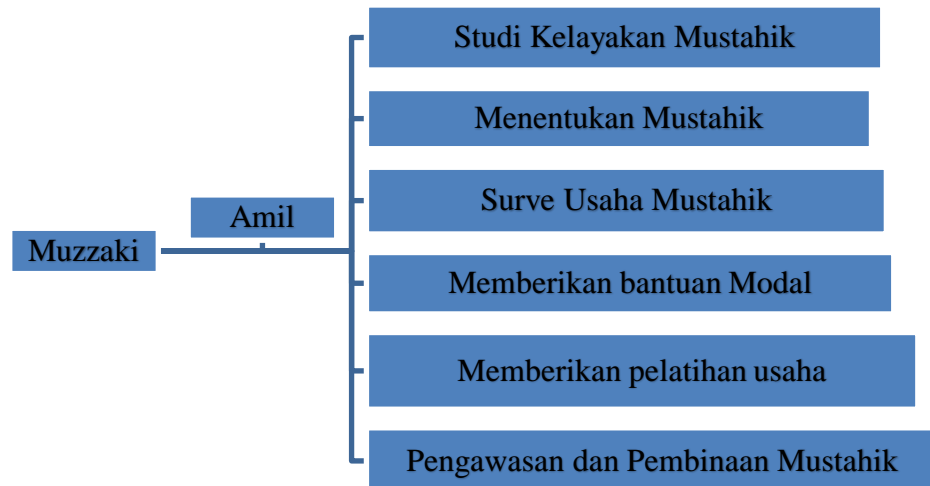 Muzzaki
Amil
Studi Kelayakan Mustahik
Menentukan Mustahik
Surve Usaha Mustahik
Memberikan bantuan Modal
Memberikan pelatihan usaha
Pengawasan dan Pembinaan Mustahik